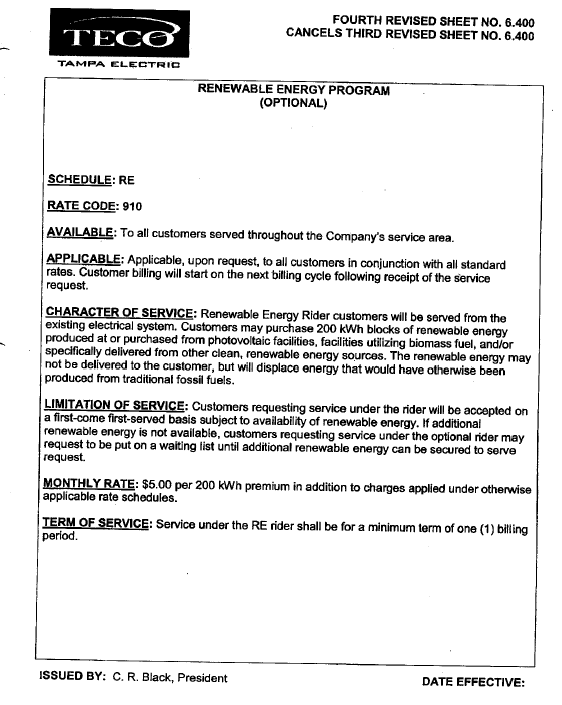 FOURTH REVISED SHEET NO. 6.400
CANCELS THIRD REVISED SHEET NO. 6.400
TECO
TAMPA ELECTRIC
RENEWABLE ENERGY PROGRAM
(OPTIONAL)
SCHEDULE: RE
RATE CODE: 910
AVAILABLE: To all customers served throughout the Company's service area.
APPLICABLE: Applicable, upon request, to all customers in conjunction with all standard
rates. Customer billing will start on the next billing cycle following receipt of the service
request.
CHARACTER OF SERVICE: Renewable Energy Rider customers will be served from the
existing electrical system. Customers may purchase 200 kWh blocks of renewable energy
produced at or purchased from photovoltaic facilities, facilities utilizing biomass fuel, and/or
specifically delivered from other clean, renewable energy sources. The renewable energy may
not be delivered to the customer, but will displace energy that would have otherwise been
produced from traditional fossil fuels.
LIMITATION OF SERVICE: Customers requesting service under the rider will be accepted on
a first-come first-served basis subject to availability of renewable energy. If additional
renewable energy is not available, customers requesting service under the optional rider may
request to be put on a waiting list until additional renewable energy can be secured to serve
request.
MONTHLY RATE: $5.00 per 200 kWh premium in addition to charges applied under otherwise
applicable rate schedules.
TERM OF SERVICE: Service under the RE rider shall be for a minimum term of one (1) billing
period.
ISSUED BY: C. R. Black, President
DATE EFFECTIVE: